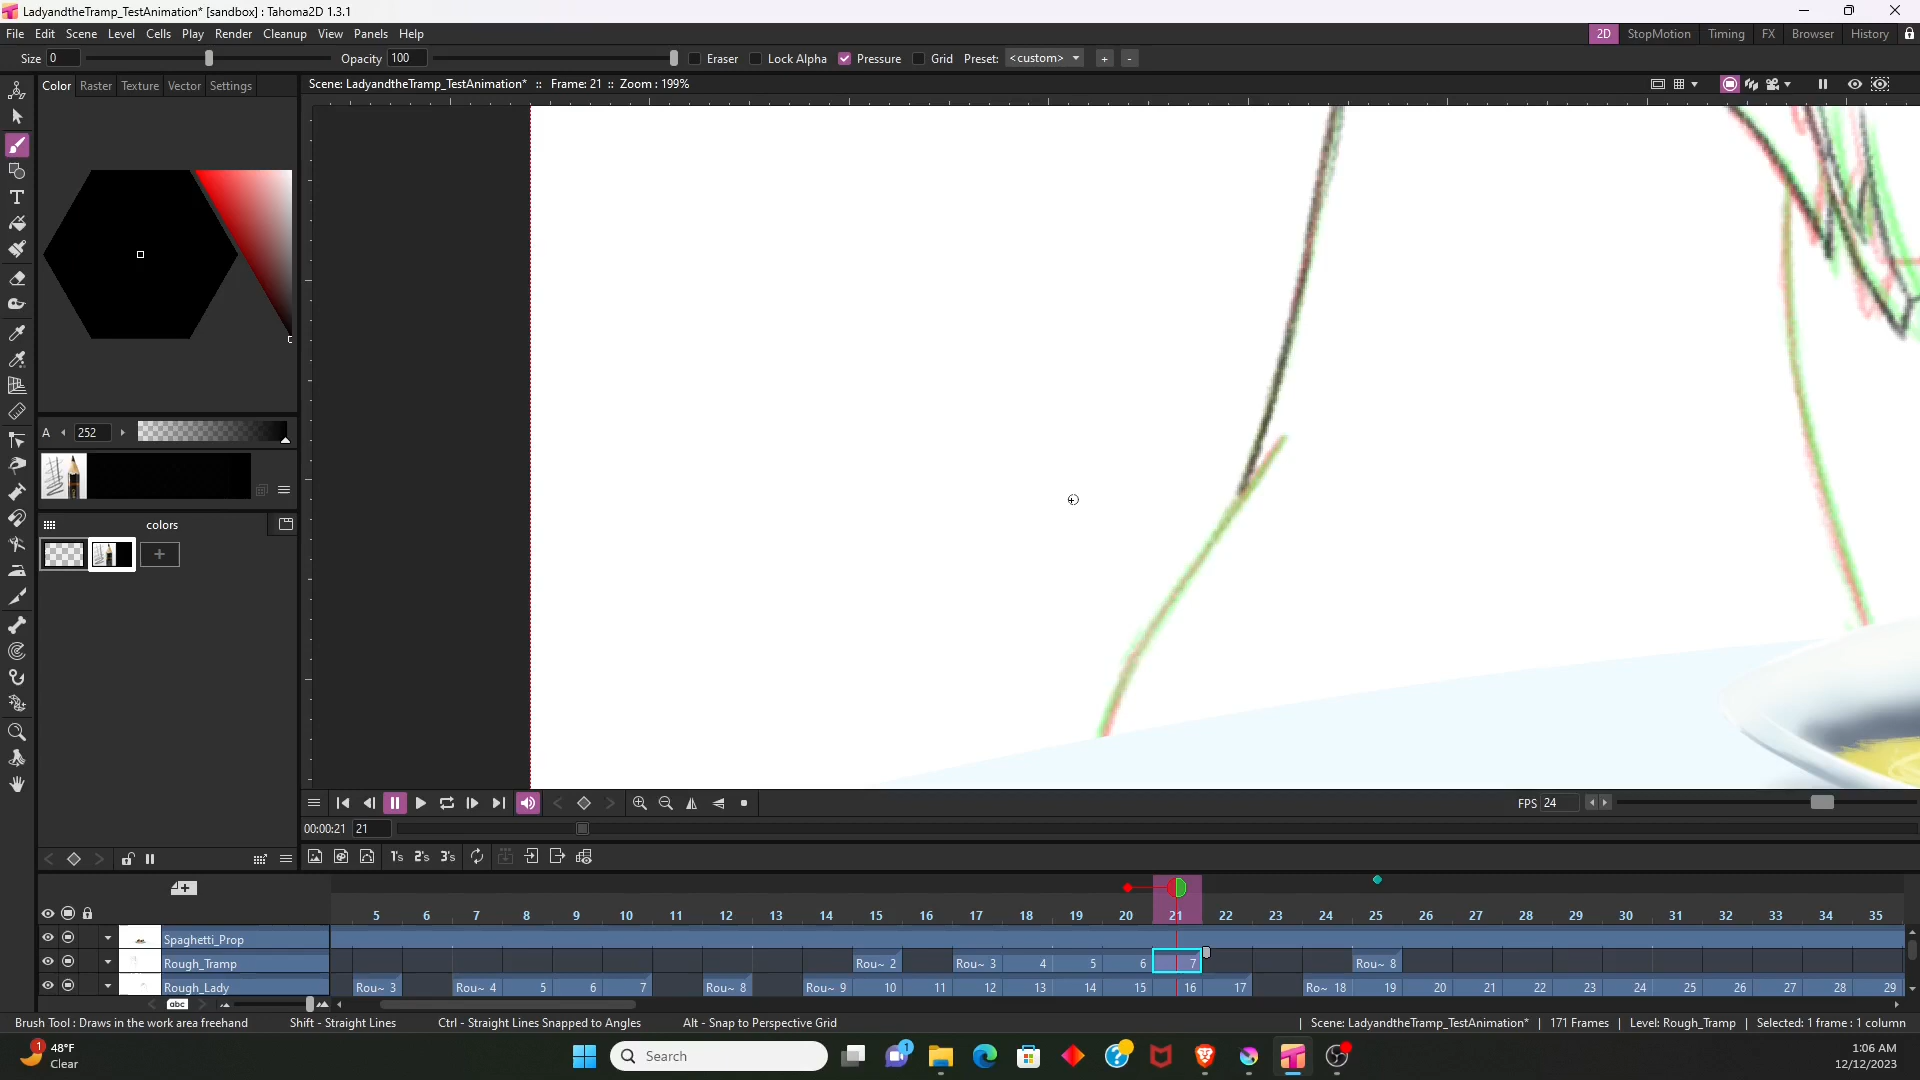 LadyandtheTramp_TestAnimation* [sandbox] : Tahoma2D 1.3.1
File Edit Scene Level Cells Play Render Cleanup View Panels Help
2D StopMotion Timing FX Browser History
Size 0 Opacity 100 Eraser Lock Alpha Pressure Grid Preset: <custom> + -
Color Raster Texture Vector Settings
Scene: LadyandtheTramp_TestAnimation* :: Frame: 21 :: Zoom : 199%
A 252
colors
+
FPS 24
00:00:21 21
1's 2's 3's
5 6 7 8 9 10 11 12 13 14 15 16 17 18 19 20 21 22 23 24 25 26 27 28 29 30 31 32 33 34 35
Spaghetti_Prop
Rough_Tramp Rou~ 2 Rou~ 3 4 5 6 7 Rou~ 8
Rough_Lady Rou~ 3 Rou~ 4 5 6 7 Rou~ 8 Rou~ 9 10 11 12 13 14 15 16 17 Ro~ 18 19 20 21 22 23 24 25 26 27 28 29
abc
Brush Tool : Draws in the work area freehand Shift - Straight Lines Ctrl - Straight Lines Snapped to Angles Alt - Snap to Perspective Grid | Scene: LadyandtheTramp_TestAnimation* | 171 Frames | Level: Rough_Tramp | Selected: 1 frame : 1 column
1 48°F
Clear
Search
1
1:06 AM
12/12/2023